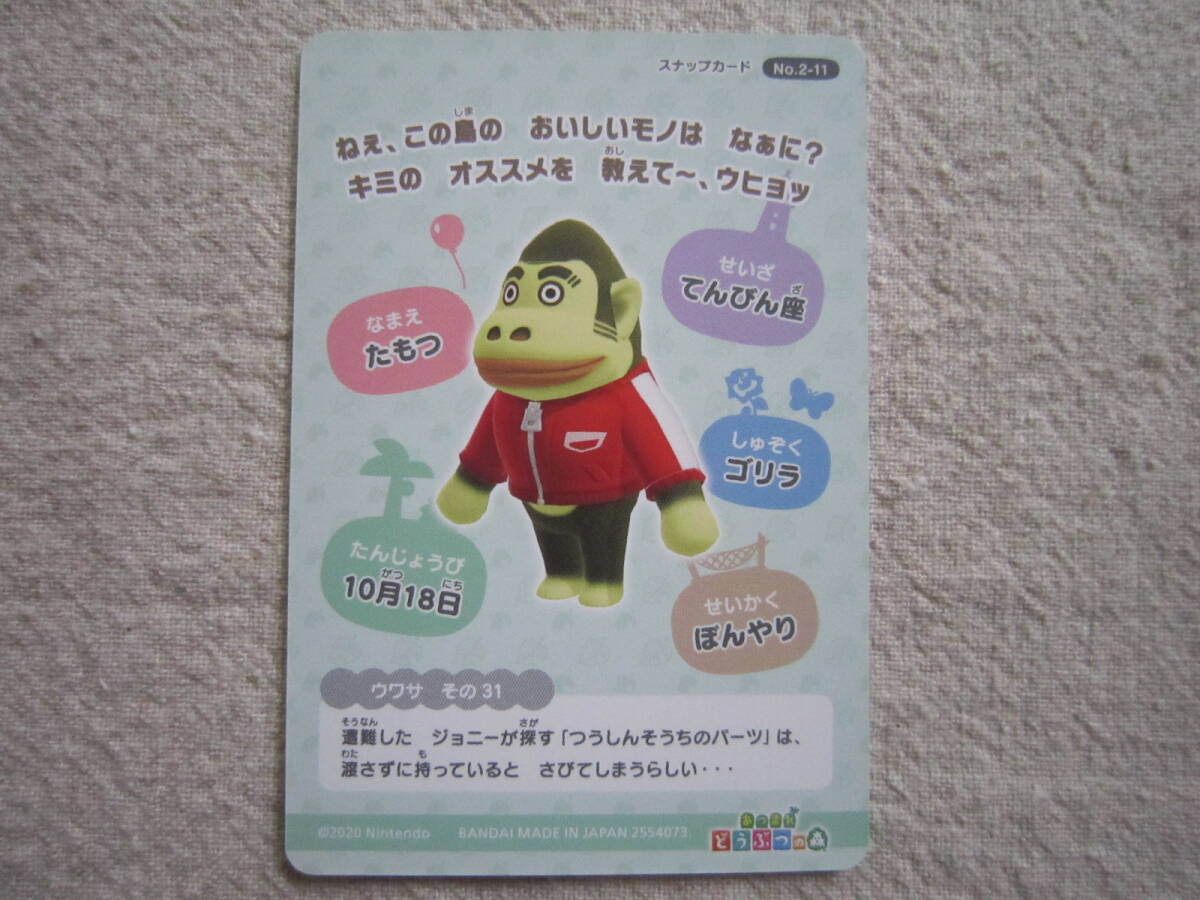 スナップカード No.2-11
ねぇ、この島の おいしいモノは なぁに?
キミの オススメを 教えて〜、ウヒョッ
せいざ
てんびん座
なまえ
たもつ
しゅぞく
ゴリラ
たんじょうび
10月18日
せいかく
ぼんやり
ウワサ その31
遭難した ジョニーが探す「つうしんそうちのパーツ」は、
渡さずに持っていると さびてしまうらしい・・・
©2020 Nintendo BANDAI MADE IN JAPAN 2554073.
あつまれ
どうぶつの森